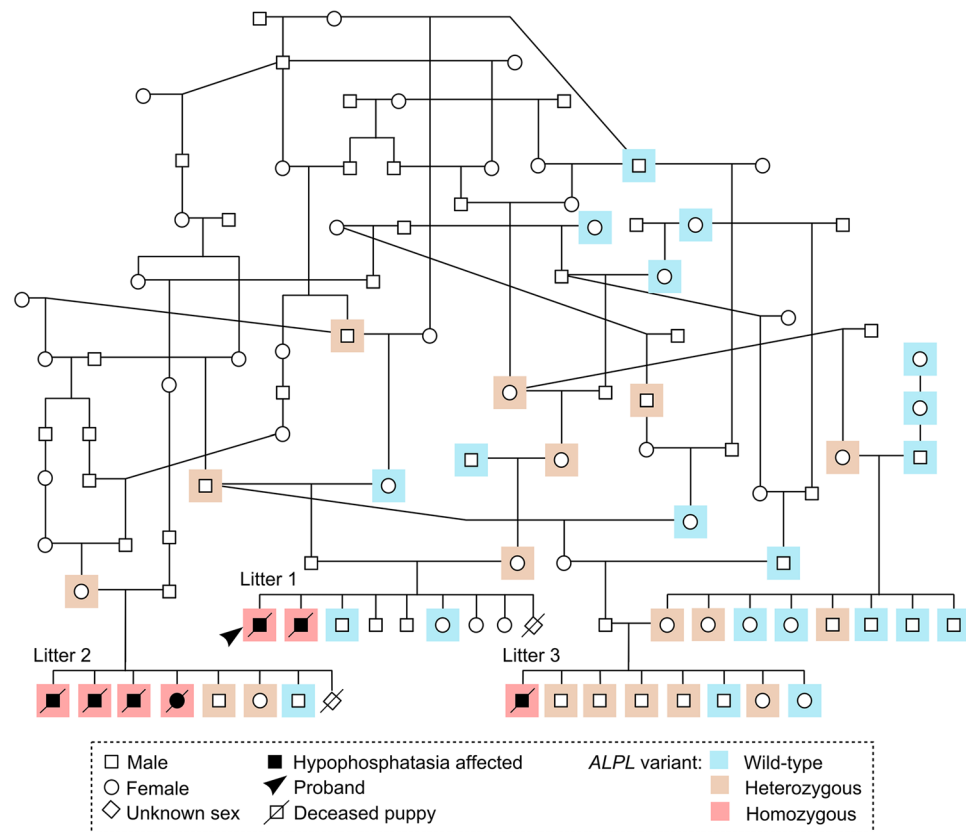 Litter 1
Litter 2
Litter 3
Male
Female
Unknown sex
Hypophosphatasia affected
Proband
Deceased puppy
ALPL variant:
Wild-type
Heterozygous
Homozygous